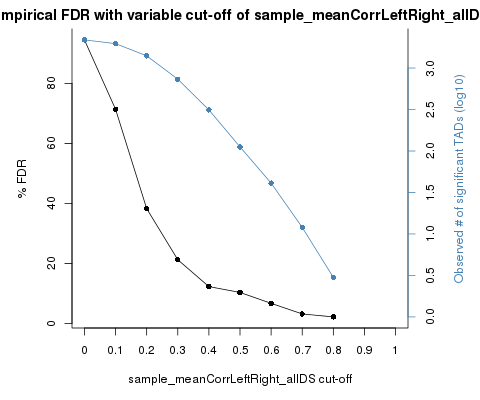 mpirical FDR with variable cut-off of sample_meanCorrLeftRight_allD
% FDR
0
20
40
60
80
0 0.1 0.2 0.3 0.4 0.5 0.6 0.7 0.8 0.9 1
sample_meanCorrLeftRight_allDS cut-off
0.0
0.5
1.0
1.5
2.0
2.5
3.0
Observed # of significant TADs (log10)